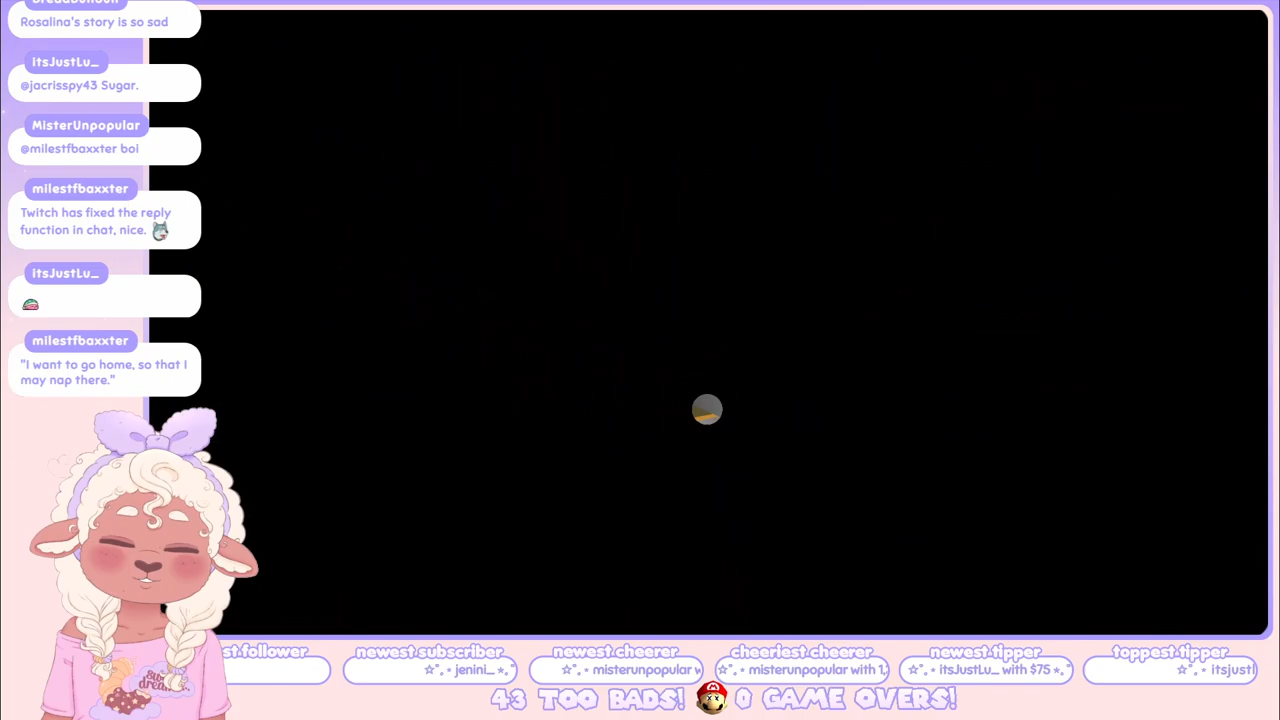 Rosalina's story is so sad
itsJustLu_
@jacrisspy43 Sugar.
MisterUnpopular
@milestfbaxxter boi
milestfbaxxter
Twitch has fixed the reply
function in chat, nice.
itsJustLu_
milestfbaxxter
"I want to go home, so that I
may nap there."
st follower
newest subscriber
newest cheerer
cheeriest cheerer
newest tipper
toppest tipper
☆°。⋆ jenini_ ⋆。°
☆°。⋆ misterunpopular w
☆°。⋆ misterunpopular with 1,
☆°。⋆ itsJustLu_ with $75 ⋆。°
☆°。⋆ itsjustl
43 TOO BADS!
0 GAME OVERS!